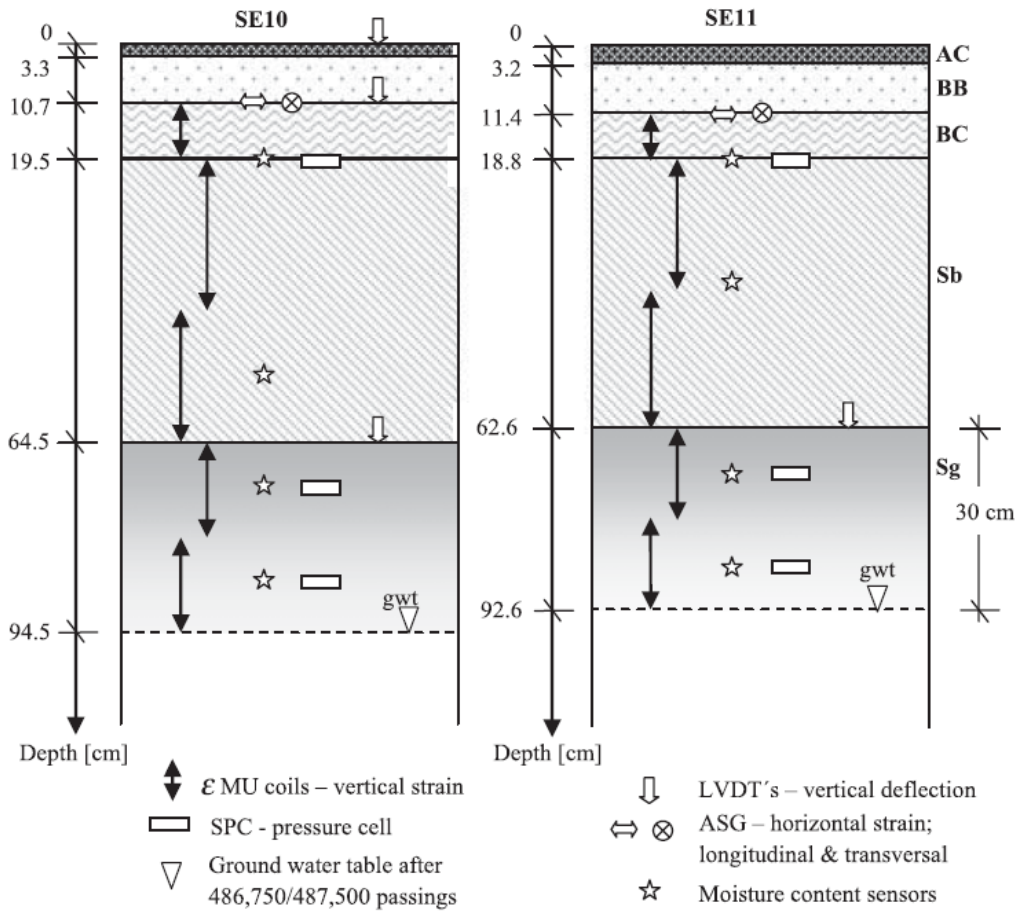 SE10
SE11
0
3.3
10.7
19.5
64.5
94.5
gwt
Depth [cm]
0
3.2
11.4
18.8
62.6
92.6
gwt
Depth [cm]
AC
BB
BC
Sb
Sg
30 cm
ε MU coils – vertical strain
SPC - pressure cell
Ground water table after
486,750/487,500 passings
LVDT´s – vertical deflection
ASG – horizontal strain;
longitudinal & transversal
Moisture content sensors